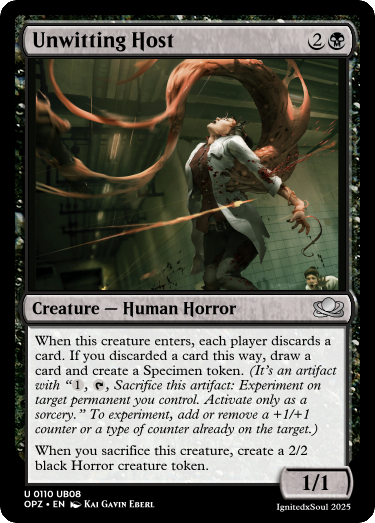 Unwitting Host 2
Creature — Human Horror
When this creature enters, each player discards a
card. If you discarded a card this way, draw a
card and create a Specimen token. (It's an artifact
with “1, , Sacrifice this artifact: Experiment on
target permanent you control. Activate only as a
sorcery.” To experiment, add or remove a +1/+1
counter or a type of counter already on the target.)
When you sacrifice this creature, create a 2/2
black Horror creature token.
1/1
U 0110 UB08
OPZ • EN Kai Gavin Eberl
IgnitedxSoul 2025